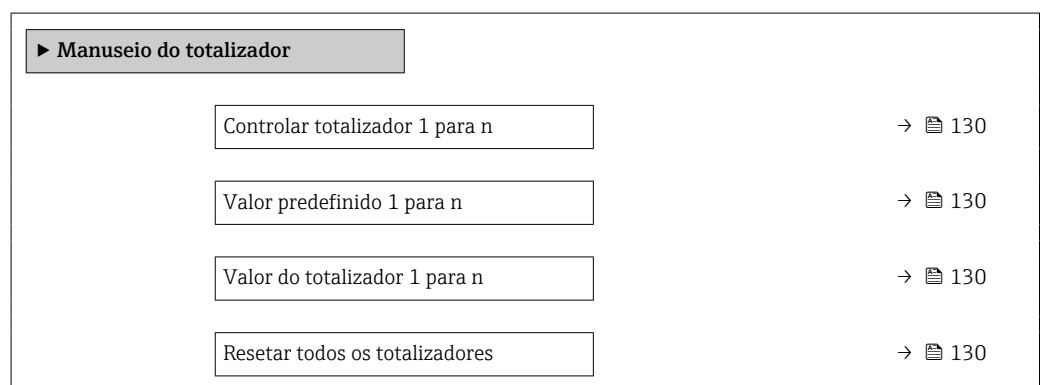 ▶ Manuseio do totalizador
Controlar totalizador 1 para n → 130
Valor predefinido 1 para n → 130
Valor do totalizador 1 para n → 130
Resetar todos os totalizadores → 130